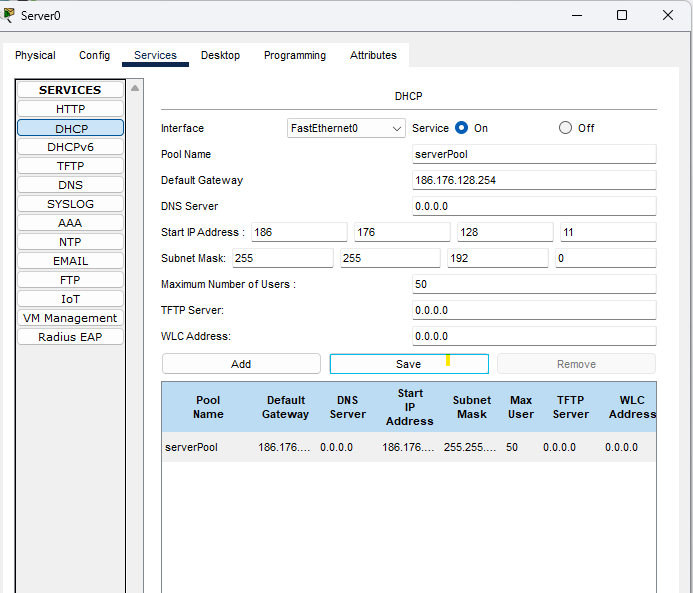 Server0
Physical Config Services Desktop Programming Attributes
SERVICES
HTTP
DHCP
DHCPv6
TFTP
DNS
SYSLOG
AAA
NTP
EMAIL
FTP
IoT
VM Management
Radius EAP
DHCP
Interface FastEthernet0 Service On Off
Pool Name serverPool
Default Gateway 186.176.128.254
DNS Server 0.0.0.0
Start IP Address : 186 176 128 11
Subnet Mask: 255 255 192 0
Maximum Number of Users : 50
TFTP Server: 0.0.0.0
WLC Address: 0.0.0.0
Add Save Remove
Pool Name Default Gateway DNS Server Start IP Address Subnet Mask Max User TFTP Server WLC Address
serverPool 186.176.... 0.0.0.0 186.176.... 255.255.... 50 0.0.0.0 0.0.0.0